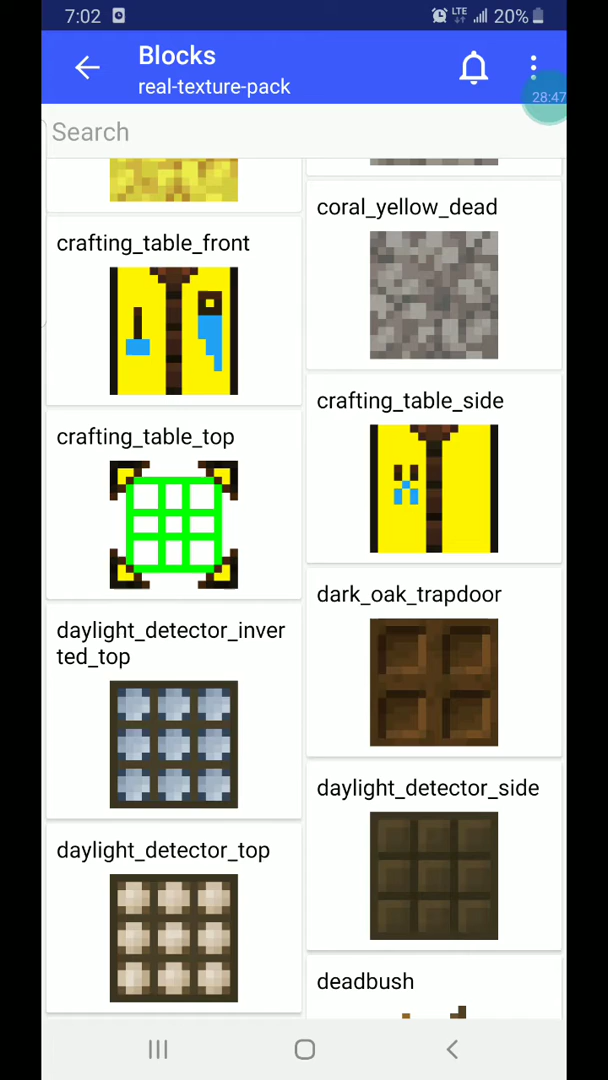 7:02
LTE
20%
Blocks
real-texture-pack
28:47
Search
coral_yellow_dead
crafting_table_front
crafting_table_side
crafting_table_top
dark_oak_trapdoor
daylight_detector_inver
ted_top
daylight_detector_side
daylight_detector_top
deadbush